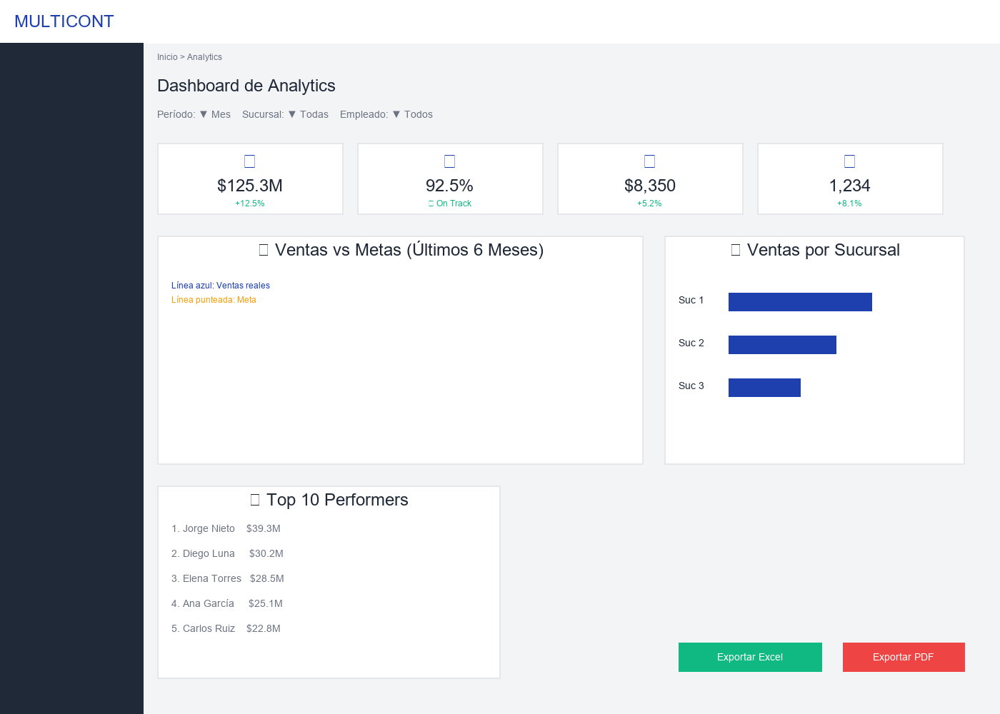 MULTICONT
Inicio > Analytics
Dashboard de Analytics
Período: ▼ Mes    Sucursal: ▼ Todas    Empleado: ▼ Todos
$125.3M
+12.5%
92.5%
On Track
$8,350
+5.2%
1,234
+8.1%
Ventas vs Metas (Últimos 6 Meses)
Línea azul: Ventas reales
Línea punteada: Meta
Ventas por Sucursal
Suc 1
Suc 2
Suc 3
Top 10 Performers
1. Jorge Nieto    $39.3M
2. Diego Luna     $30.2M
3. Elena Torres   $28.5M
4. Ana García     $25.1M
5. Carlos Ruiz    $22.8M
Exportar Excel
Exportar PDF